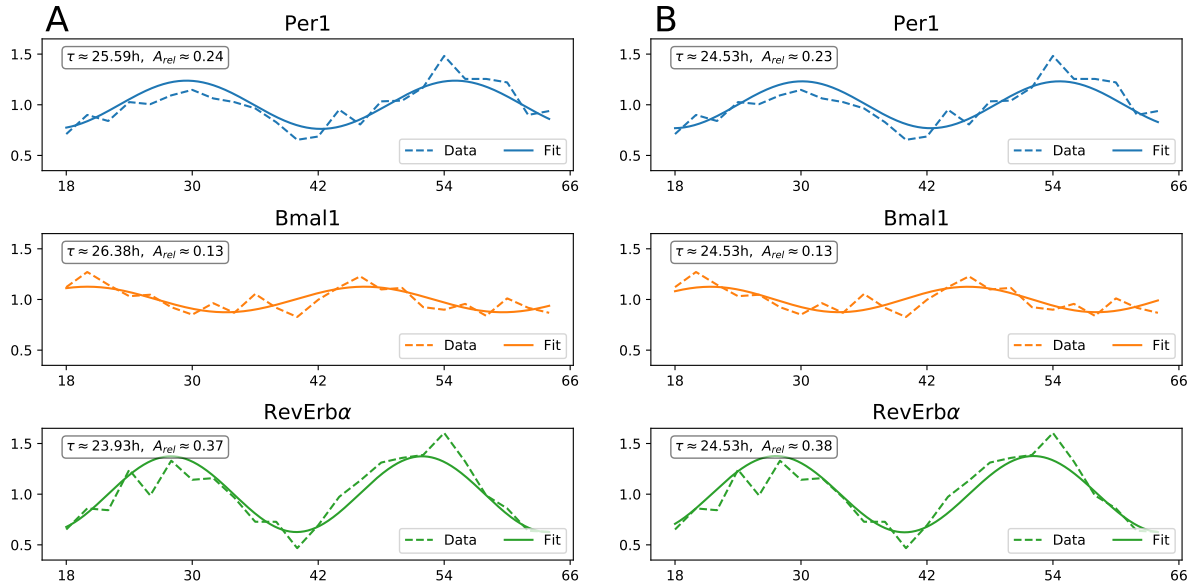 A B
Per1 Per1
τ ≈ 25.59h, A_rel ≈ 0.24 τ ≈ 24.53h, A_rel ≈ 0.23
1.5 1.5
1.0 1.0
0.5 0.5
Data Fit Data Fit
18 30 42 54 66 18 30 42 54 66
Bmal1 Bmal1
τ ≈ 26.38h, A_rel ≈ 0.13 τ ≈ 24.53h, A_rel ≈ 0.13
1.5 1.5
1.0 1.0
0.5 0.5
Data Fit Data Fit
18 30 42 54 66 18 30 42 54 66
RevErbα RevErbα
τ ≈ 23.93h, A_rel ≈ 0.37 τ ≈ 24.53h, A_rel ≈ 0.38
1.5 1.5
1.0 1.0
0.5 0.5
Data Fit Data Fit
18 30 42 54 66 18 30 42 54 66